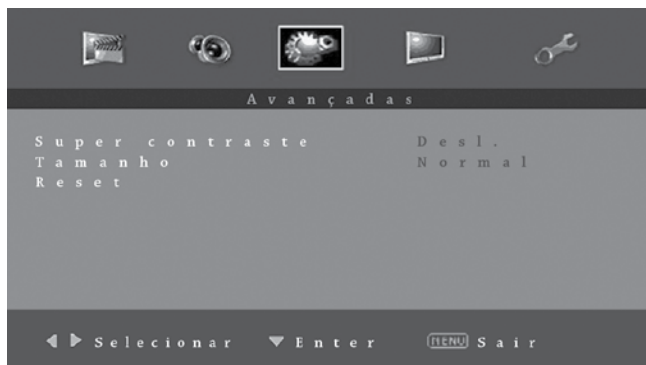 Avançadas
Super contraste Desl.
Tamanho Normal
Reset
Selecionar Enter MENU Sair